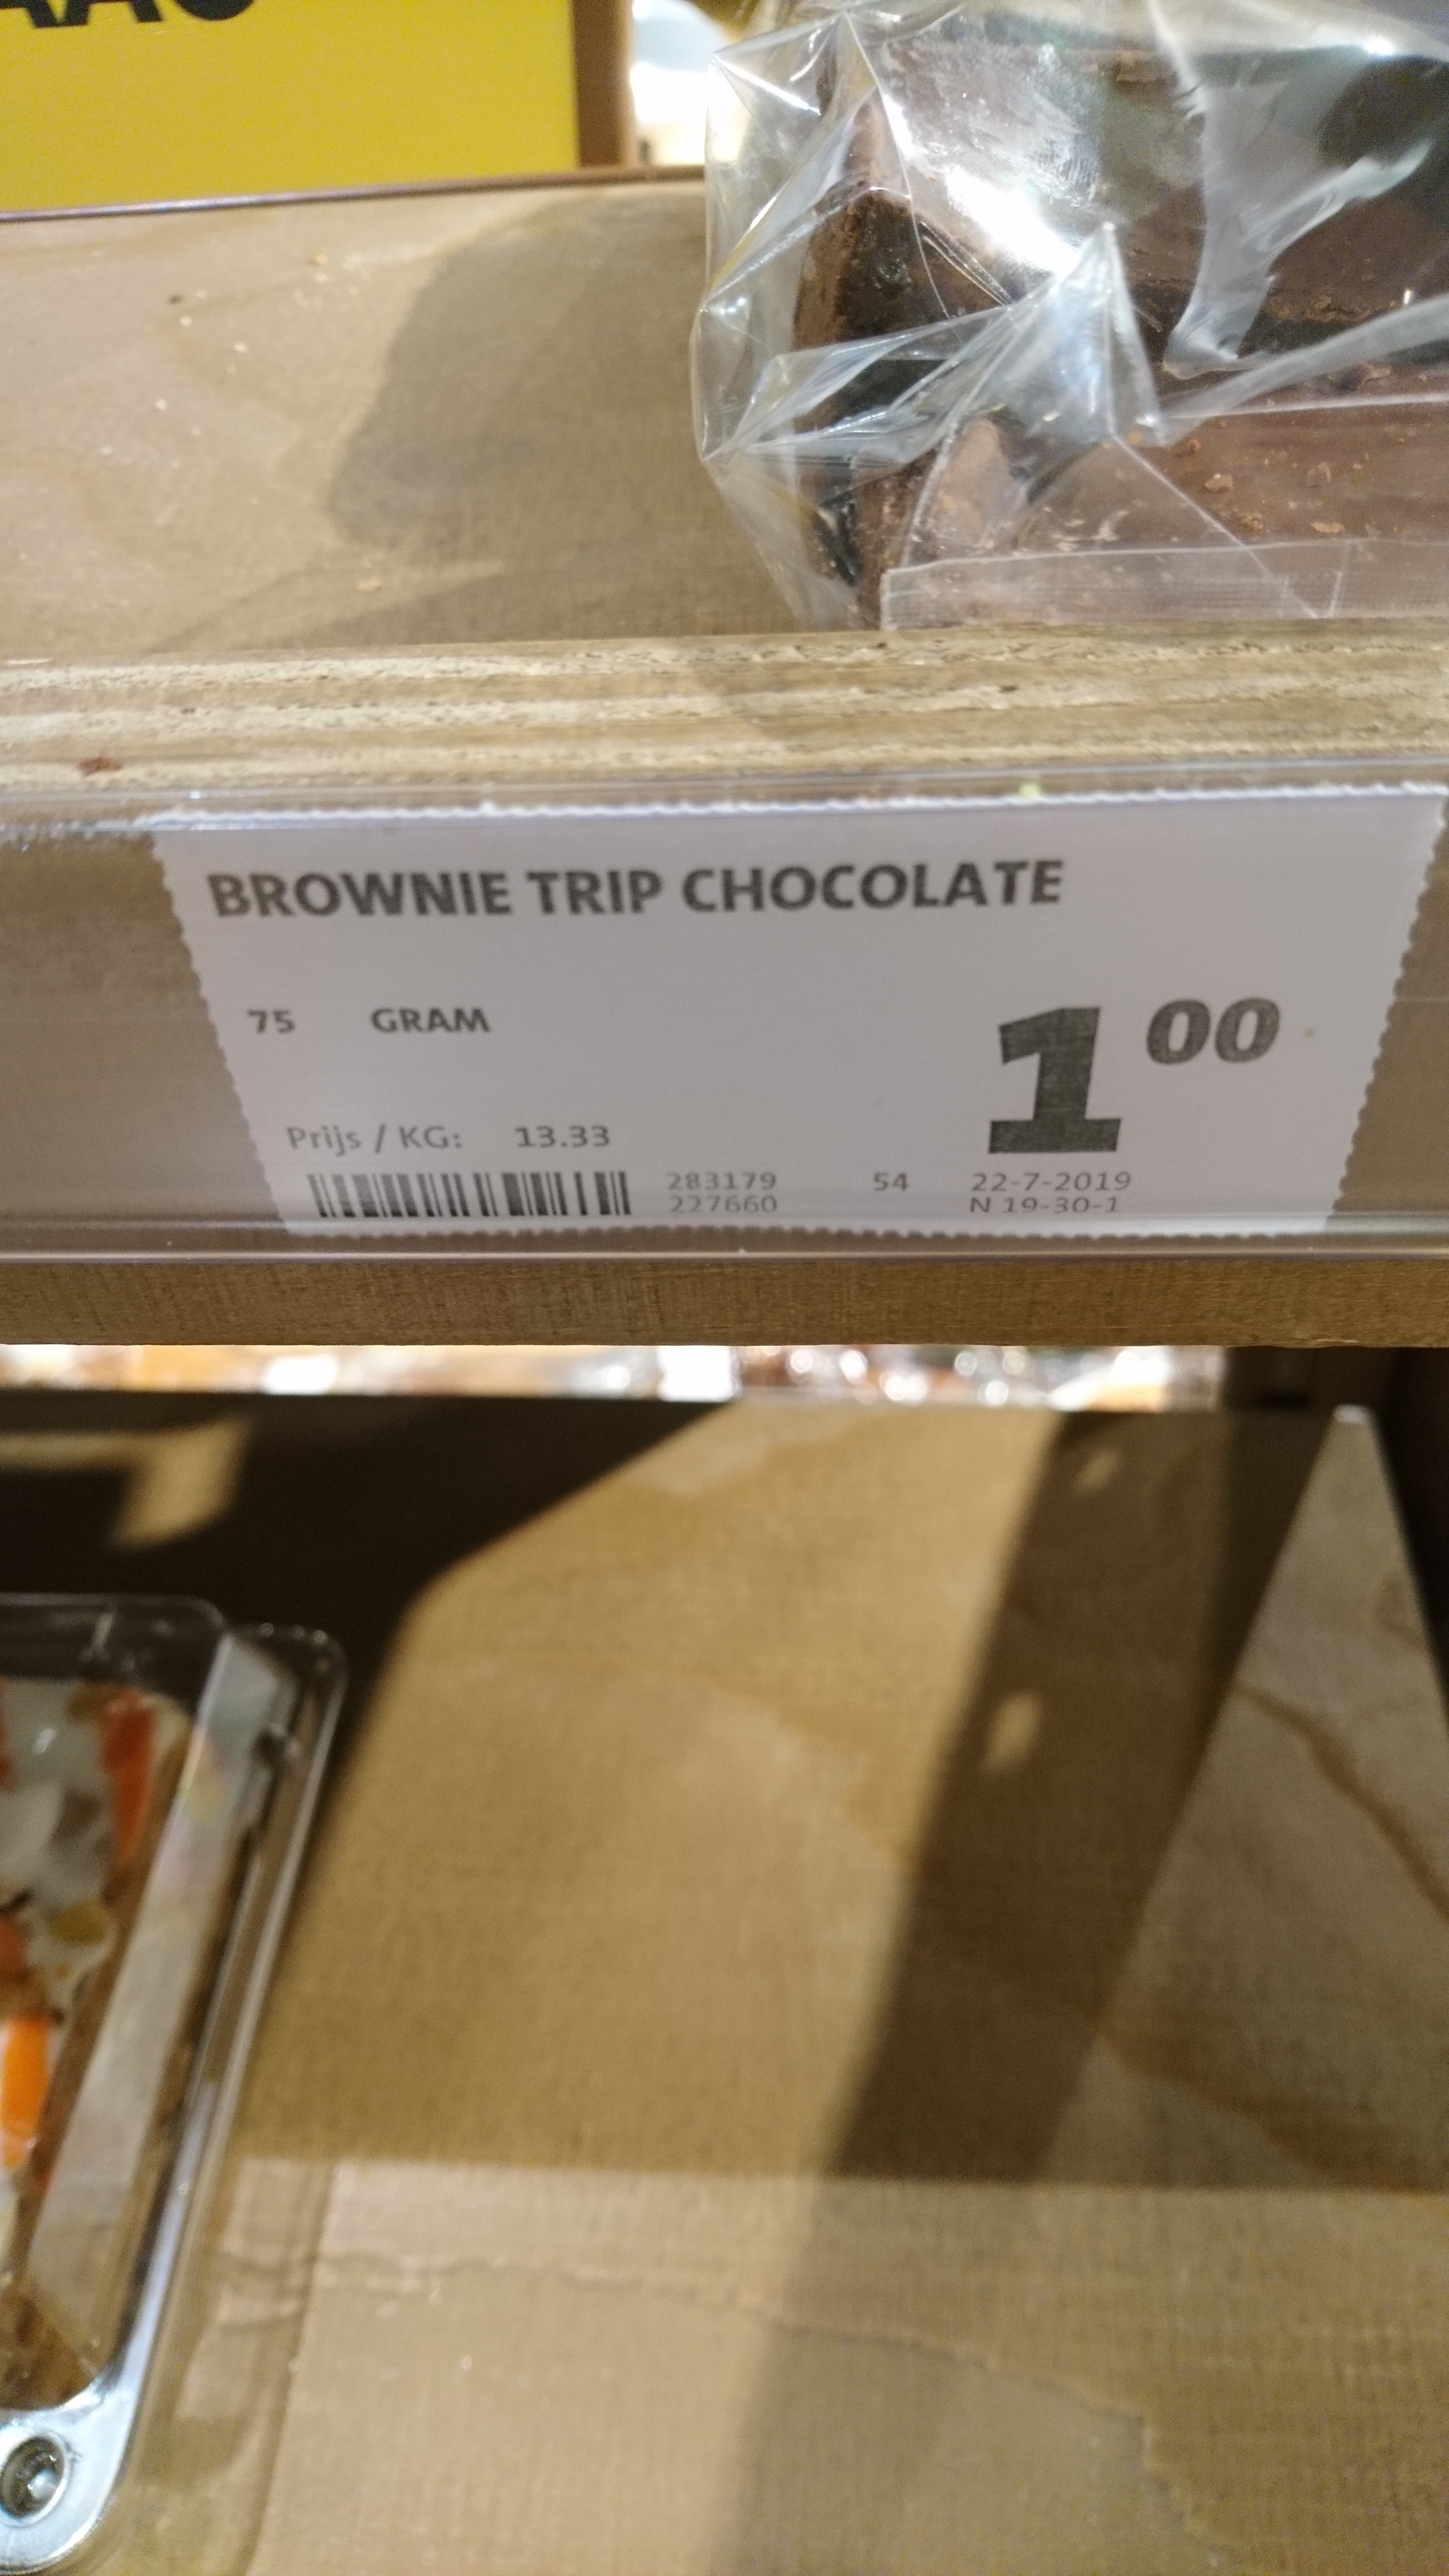 BROWNIE TRIP CHOCOLATE
75 GRAM
1 00
Prijs / KG: 13.33
283179 54 22-7-2019
227660 N 19-30-1